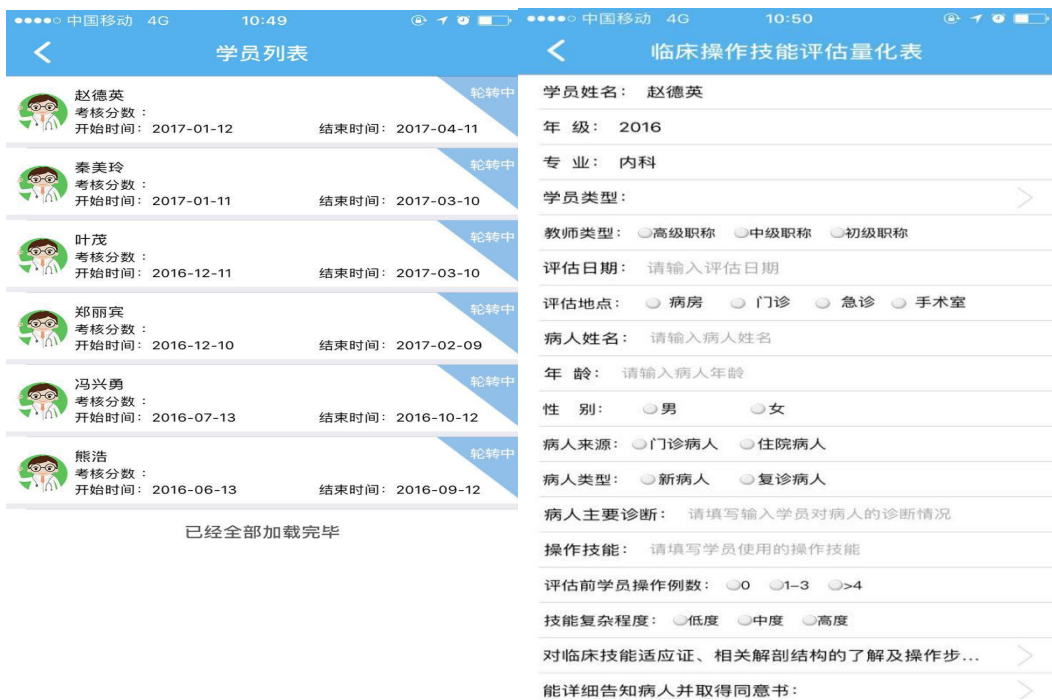 中国移动 4G 10:49
学员列表
赵德英
轮转中
考核分数：
开始时间：2017-01-12 结束时间：2017-04-11
秦美玲
轮转中
考核分数：
开始时间：2017-01-11 结束时间：2017-03-10
叶茂
轮转中
考核分数：
开始时间：2016-12-11 结束时间：2017-03-10
郑丽宾
轮转中
考核分数：
开始时间：2016-12-10 结束时间：2017-02-09
冯兴勇
轮转中
考核分数：
开始时间：2016-07-13 结束时间：2016-10-12
熊浩
轮转中
考核分数：
开始时间：2016-06-13 结束时间：2016-09-12
已经全部加载完毕
中国移动 4G 10:50
临床操作技能评估量化表
学员姓名： 赵德英
年 级： 2016
专 业： 内科
学员类型：
教师类型： 高级职称 中级职称 初级职称
评估日期： 请输入评估日期
评估地点： 病房 门诊 急诊 手术室
病人姓名： 请输入病人姓名
年 龄： 请输入病人年龄
性 别： 男 女
病人来源： 门诊病人 住院病人
病人类型： 新病人 复诊病人
病人主要诊断： 请填写输入学员对病人的诊断情况
操作技能： 请填写学员使用的操作技能
评估前学员操作例数： 0 1-3 >4
技能复杂程度： 低度 中度 高度
对临床技能适应证、相关解剖结构的了解及操作步...
能详细告知病人并取得同意书：